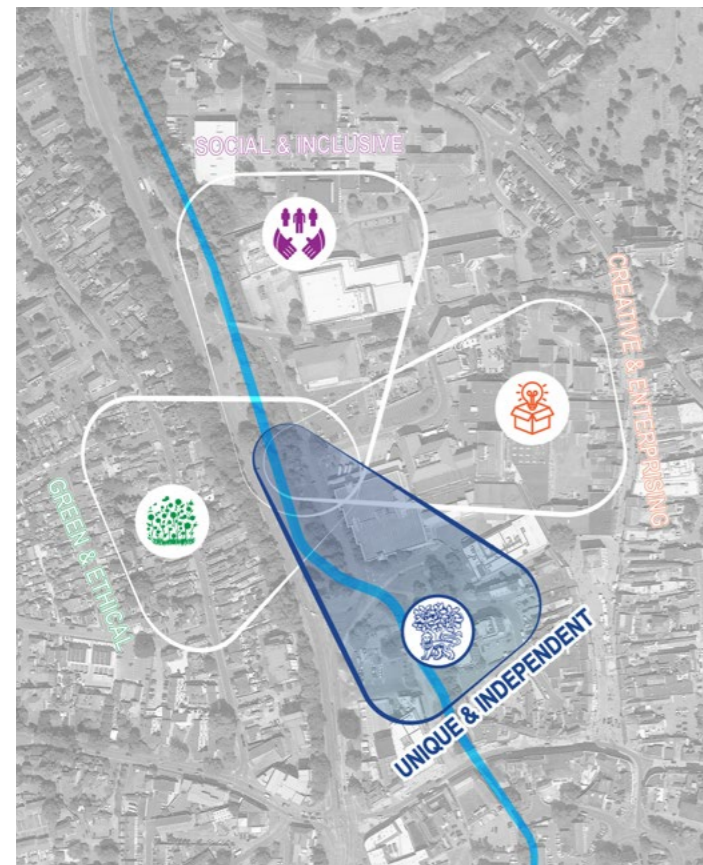 SOCIAL & INCLUSIVE
CREATIVE & ENTERPRISING
GREEN & ETHICAL
UNIQUE & INDEPENDENT